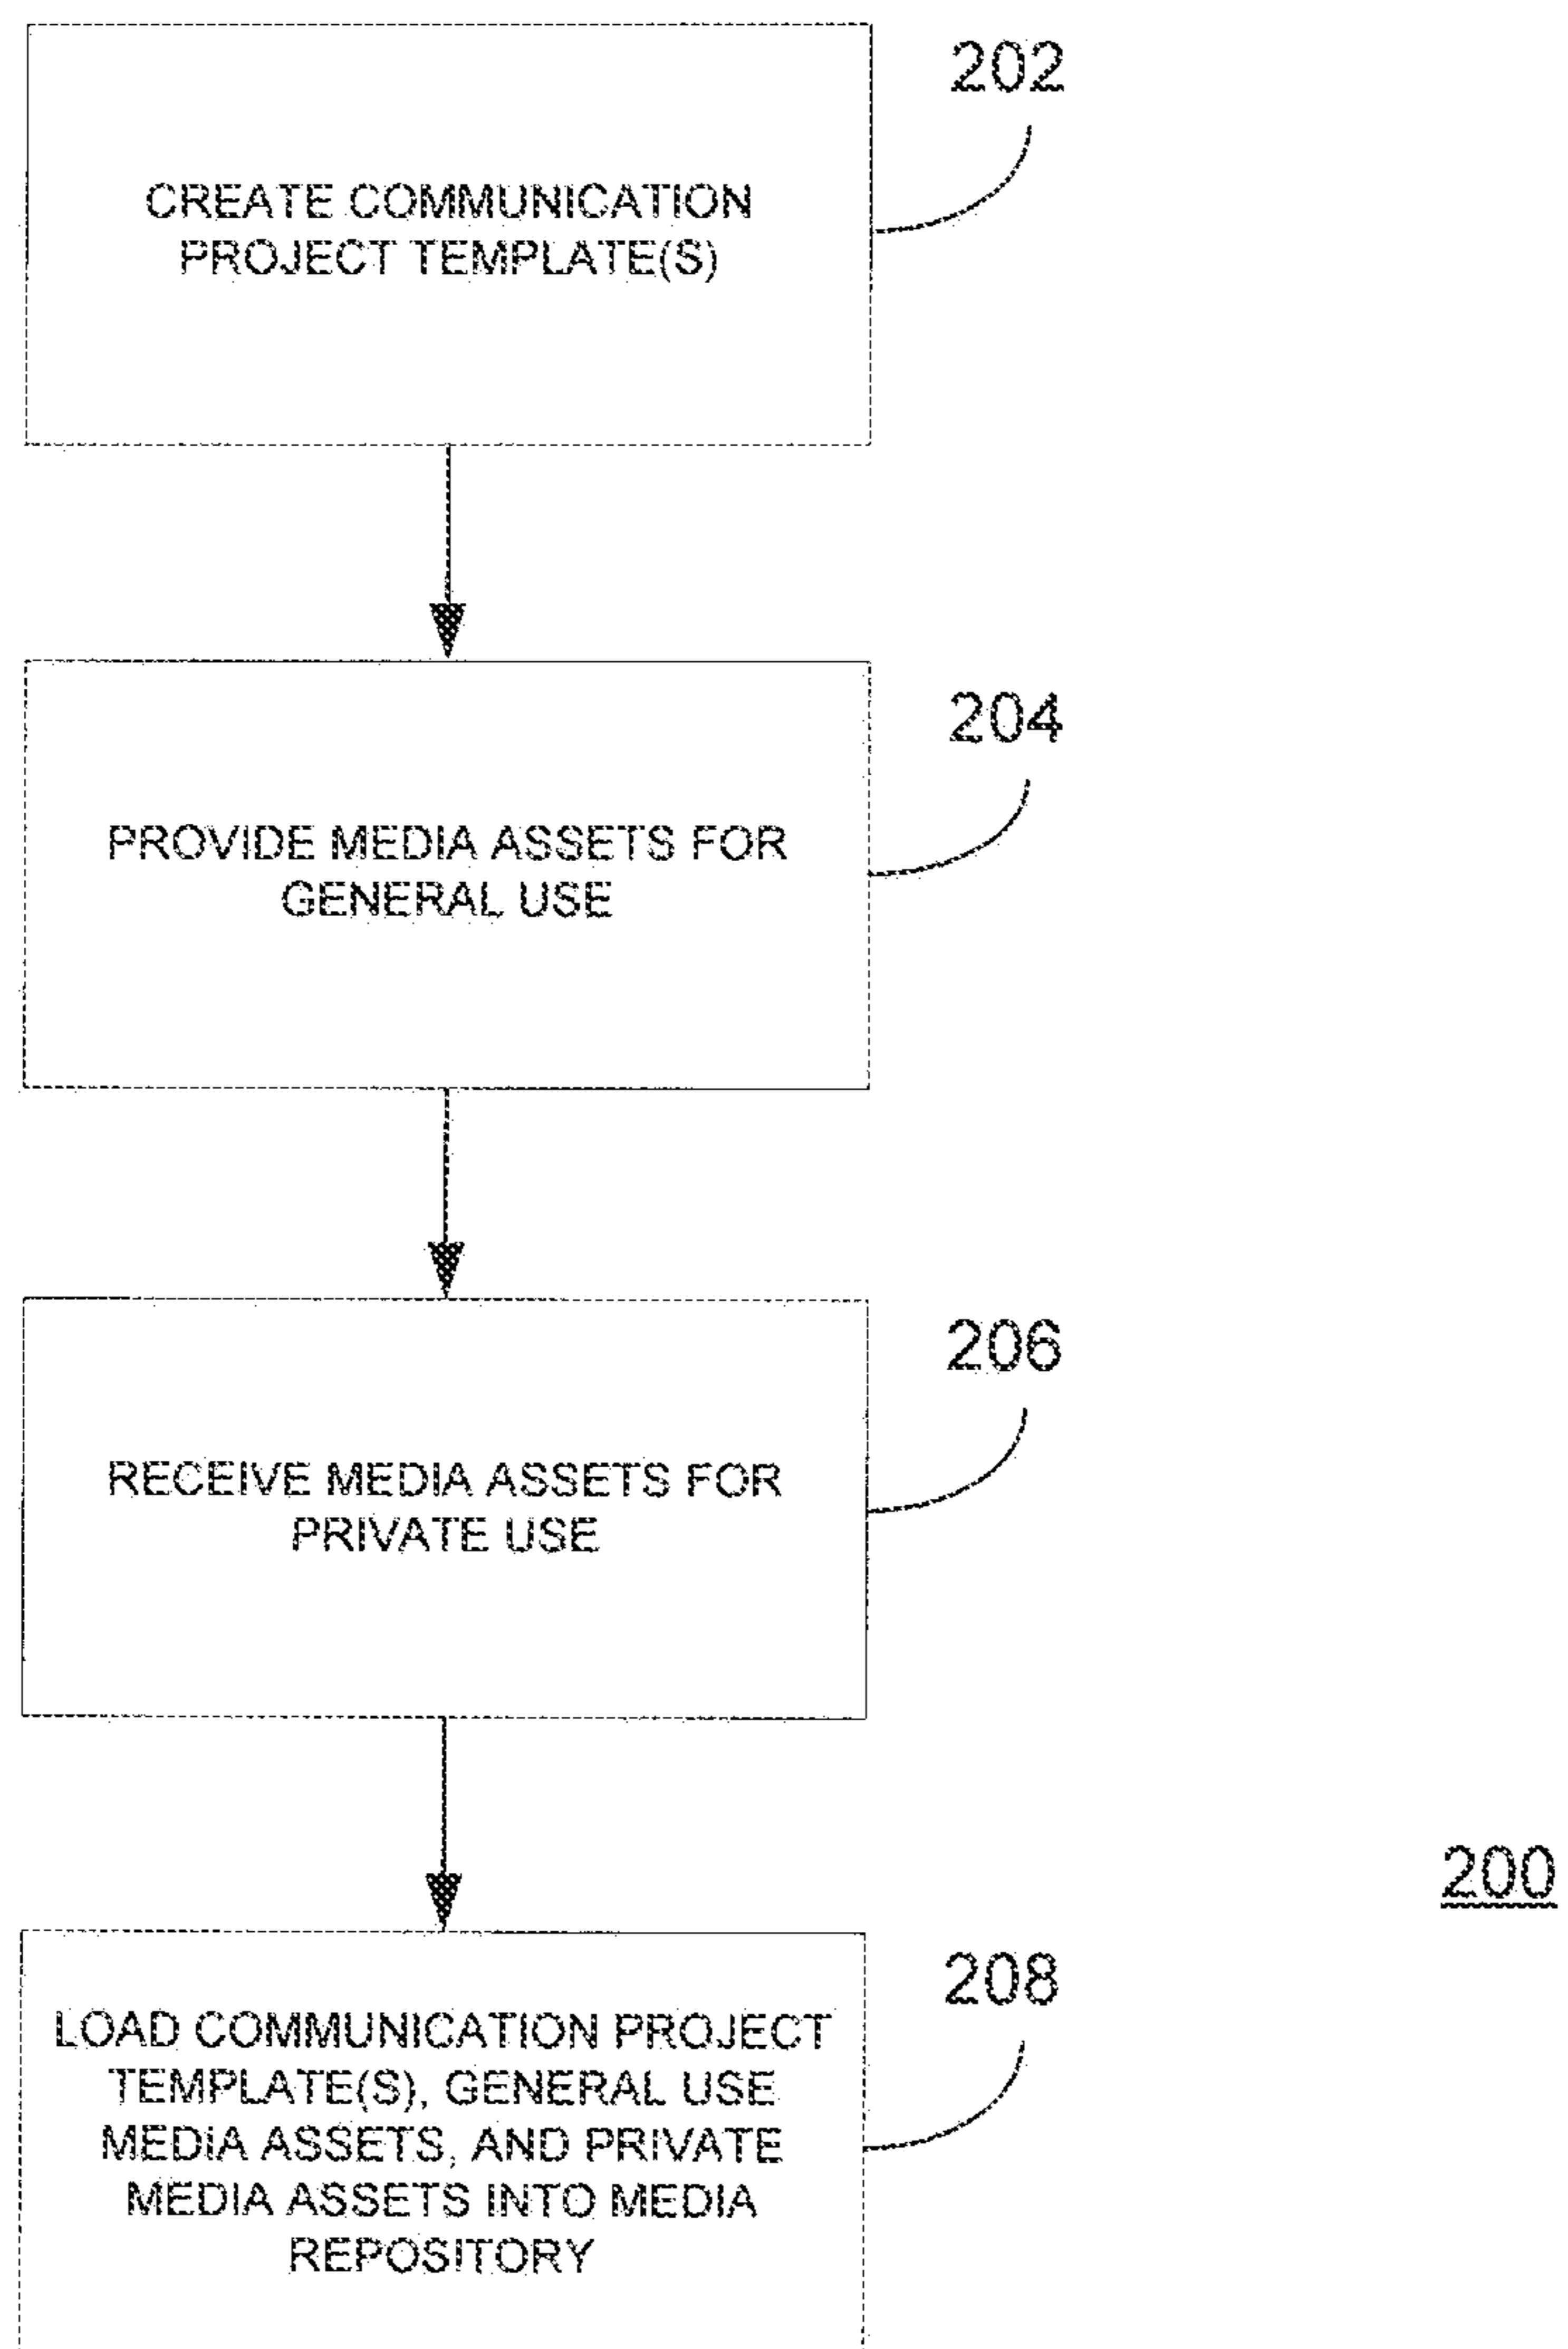 202
CREATE COMMUNICATION
PROJECT TEMPLATE(S)
204
PROVIDE MEDIA ASSETS FOR
GENERAL USE
206
RECEIVE MEDIA ASSETS FOR
PRIVATE USE
200
208
LOAD COMMUNICATION PROJECT
TEMPLATE(S), GENERAL USE
MEDIA ASSETS, AND PRIVATE
MEDIA ASSETS INTO MEDIA
REPOSITORY